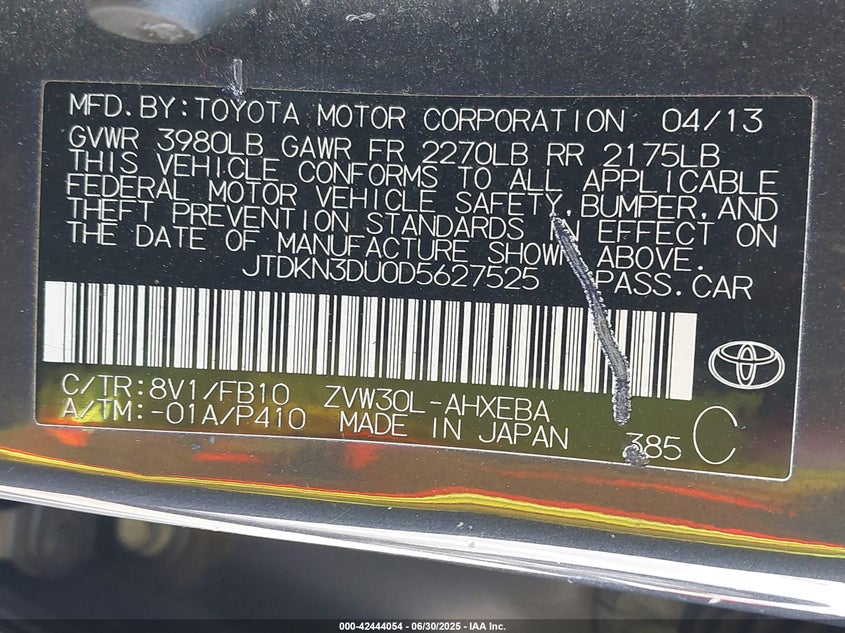 MFD.BY:TOYOTA MOTOR CORPORATION 04/13
GVWR 3980LB GAWR FR 2270LB RR 2175LB
THIS VEHICLE CONFORMS TO ALL APPLICABLE
FEDERAL MOTOR VEHICLE SAFETY,BUMPER,AND
THEFT PREVENTION STANDARDS IN EFFECT ON
THE DATE OF MANUFACTURE SHOWN ABOVE.
JTDKN3DU0D5627525 PASS.CAR
C/TR:8V1/FB10 ZVW30L-AHXEBA
A/TM:-01A/P410 MADE IN JAPAN 385 C
000-42444054 - 06/30/2025 - IAA Inc.